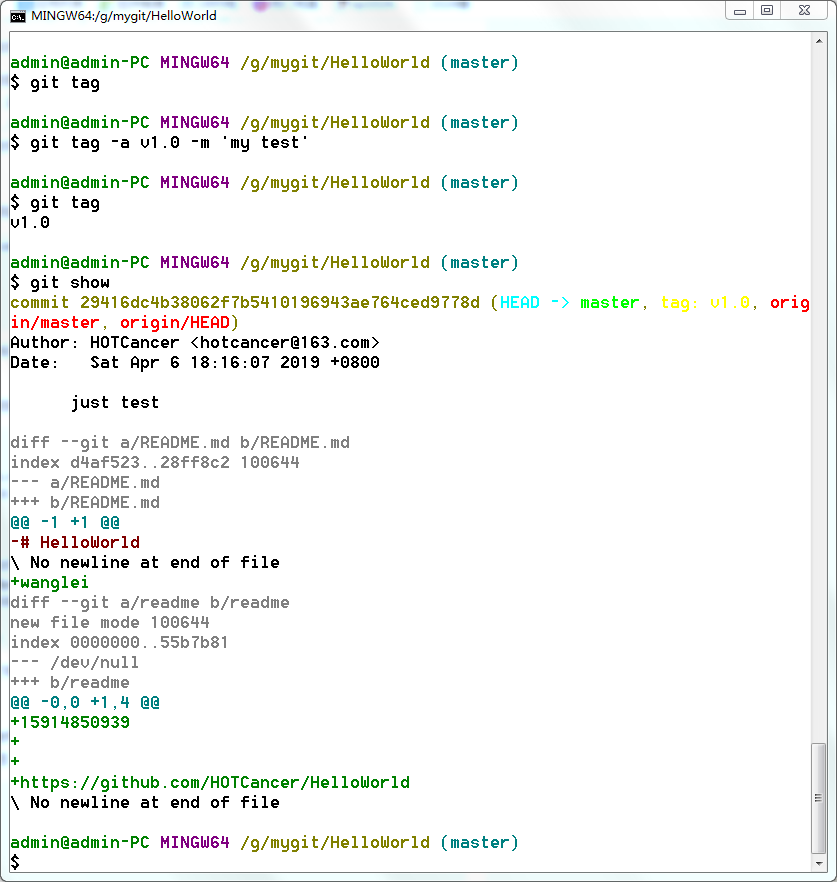 MINGW64:/g/mygit/HelloWorld
admin@admin-PC MINGW64 /g/mygit/HelloWorld (master)
$ git tag
admin@admin-PC MINGW64 /g/mygit/HelloWorld (master)
$ git tag -a v1.0 -m 'my test'
admin@admin-PC MINGW64 /g/mygit/HelloWorld (master)
$ git tag
v1.0
admin@admin-PC MINGW64 /g/mygit/HelloWorld (master)
$ git show
commit 29416dc4b38062f7b5410196943ae764ced9778d (HEAD -> master, tag: v1.0, orig
in/master, origin/HEAD)
Author: HOTCancer <hotcancer@163.com>
Date:   Sat Apr 6 18:16:07 2019 +0800
just test
diff --git a/README.md b/README.md
index d4af523..28ff8c2 100644
--- a/README.md
+++ b/README.md
@@ -1 +1 @@
-# HelloWorld
\ No newline at end of file
+wanglei
diff --git a/readme b/readme
new file mode 100644
index 0000000..55b7b81
--- /dev/null
+++ b/readme
@@ -0,0 +1,4 @@
+15914850939
+
+
+https://github.com/HOTCancer/HelloWorld
\ No newline at end of file
admin@admin-PC MINGW64 /g/mygit/HelloWorld (master)
$